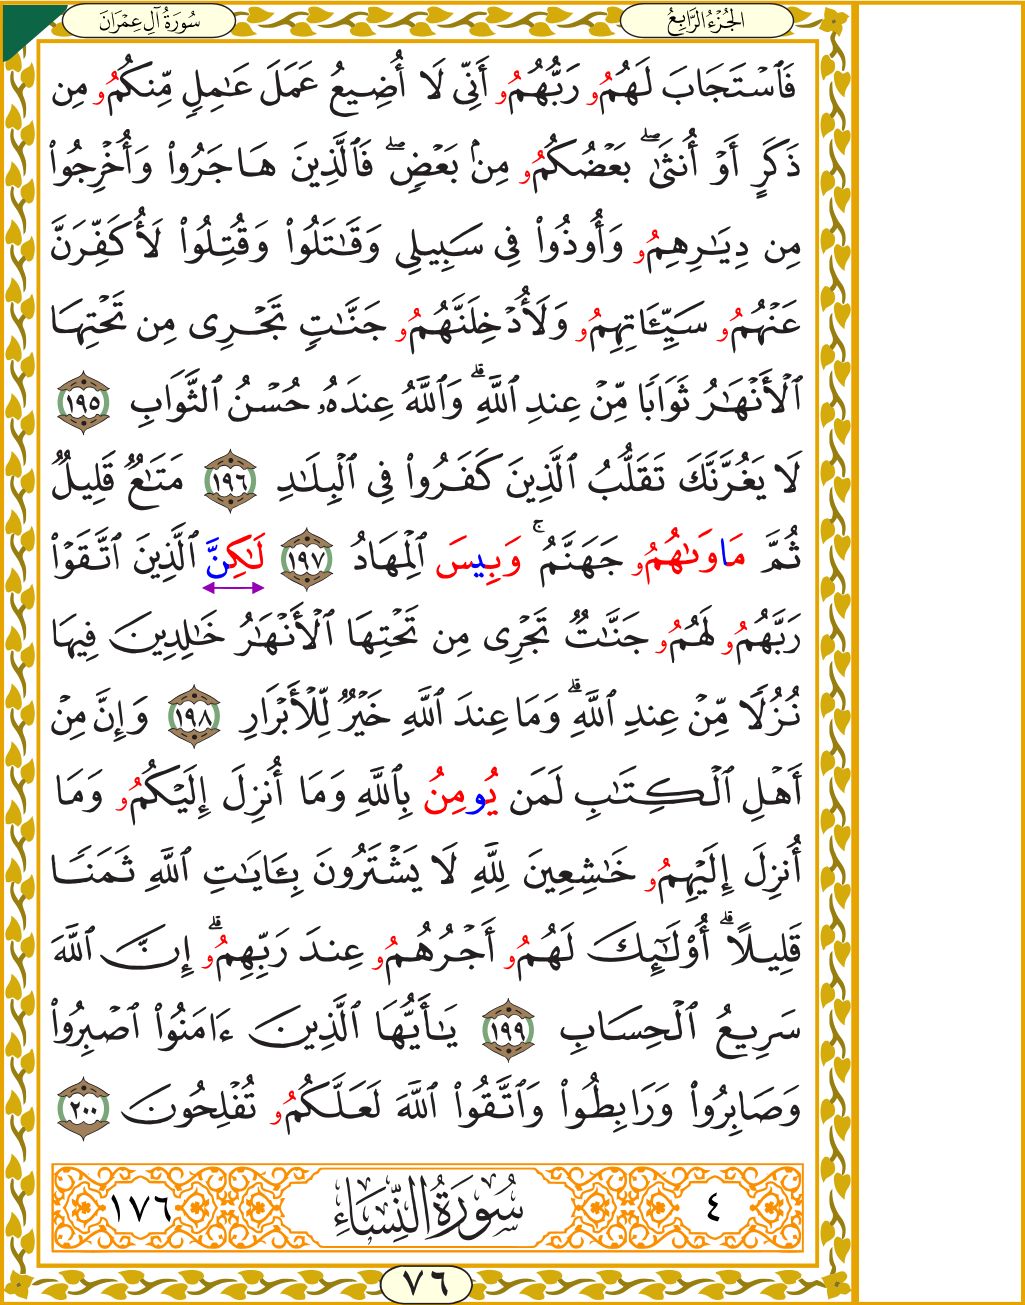 الجُزْءُ الرَّابِعُ
سُورَةُ آلِ عِمْرَانَ
فَٱسۡتَجَابَ لَهُمُۥ رَبُّهُمُۥ أَنِّى لَا أُضِيعُ عَمَلَ عَٰمِلٖ مِّنكُمُۥ مِن
ذَكَرٍ أَوۡ أُنثَىٰۖ بَعۡضُكُمُۥ مِنۢ بَعۡضٖۖ فَٱلَّذِينَ هَاجَرُواْ وَأُخۡرِجُواْ
مِن دِيَٰرِهِمُۥ وَأُوذُواْ فِى سَبِيلِى وَقَٰتَلُواْ وَقُتِلُواْ لَأُكَفِّرَنَّ
عَنۡهُمُۥ سَيِّـَٔاتِهِمُۥ وَلَأُدۡخِلَنَّهُمُۥ جَنَّٰتٖ تَجۡرِى مِن تَحۡتِهَا
ٱلۡأَنۡهَٰرُ ثَوَابٗا مِّنۡ عِندِ ٱللَّهِۗ وَٱللَّهُ عِندَهُۥ حُسۡنُ ٱلثَّوَابِ ١٩٥
لَا يَغُرَّنَّكَ تَقَلُّبُ ٱلَّذِينَ كَفَرُواْ فِى ٱلۡبِلَٰدِ ١٩٦ مَتَٰعٞ قَلِيلٞ
ثُمَّ مَاوَىٰهُمُۥ جَهَنَّمُۚ وَبِيسَ ٱلۡمِهَادُ ١٩٧ لَٰكِنَّ ٱلَّذِينَ ٱتَّقَوۡاْ
رَبَّهُمُۥ لَهُمُۥ جَنَّٰتٞ تَجۡرِى مِن تَحۡتِهَا ٱلۡأَنۡهَٰرُ خَٰلِدِينَ فِيهَا
نُزُلٗا مِّنۡ عِندِ ٱللَّهِۗ وَمَا عِندَ ٱللَّهِ خَيۡرٞ لِّلۡأَبۡرَارِ ١٩٨ وَإِنَّ مِنۡ
أَهۡلِ ٱلۡكِتَٰبِ لَمَن يُومِنُ بِٱللَّهِ وَمَا أُنزِلَ إِلَيۡكُمُۥ وَمَا
أُنزِلَ إِلَيۡهِمُۥ خَٰشِعِينَ لِلَّهِ لَا يَشۡتَرُونَ بِـَٔايَٰتِ ٱللَّهِ ثَمَنٗا
قَلِيلًاۗ أُوْلَٰٓئِكَ لَهُمُۥ أَجۡرُهُمُۥ عِندَ رَبِّهِمُۥۗ إِنَّ ٱللَّهَ
سَرِيعُ ٱلۡحِسَابِ ١٩٩ يَٰأَيُّهَا ٱلَّذِينَ ءَامَنُواْ ٱصۡبِرُواْ
وَصَابِرُواْ وَرَابِطُواْ وَٱتَّقُواْ ٱللَّهَ لَعَلَّكُمُۥ تُفۡلِحُونَ ٢٠٠
٤ سُورَةُ النِّسَاءِ ١٧٦
٧٦